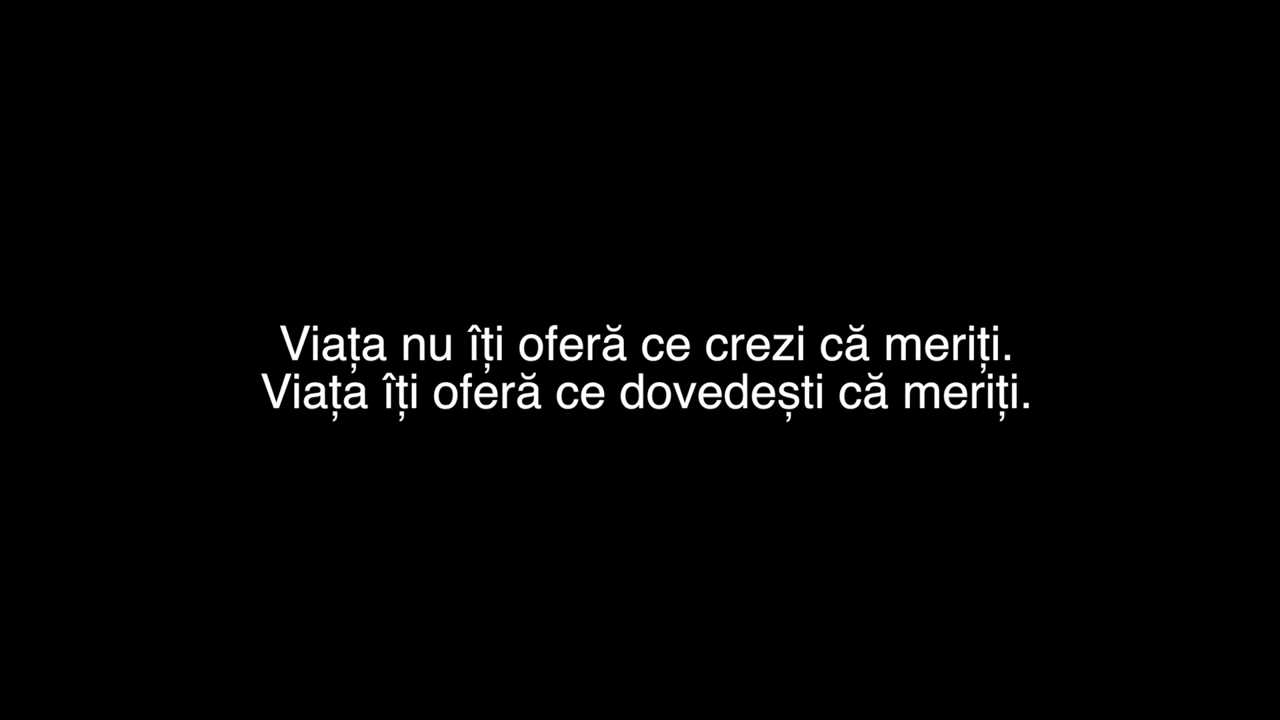 Viața nu îți oferă ce crezi că meriți.
Viața îți oferă ce dovedești că meriți.